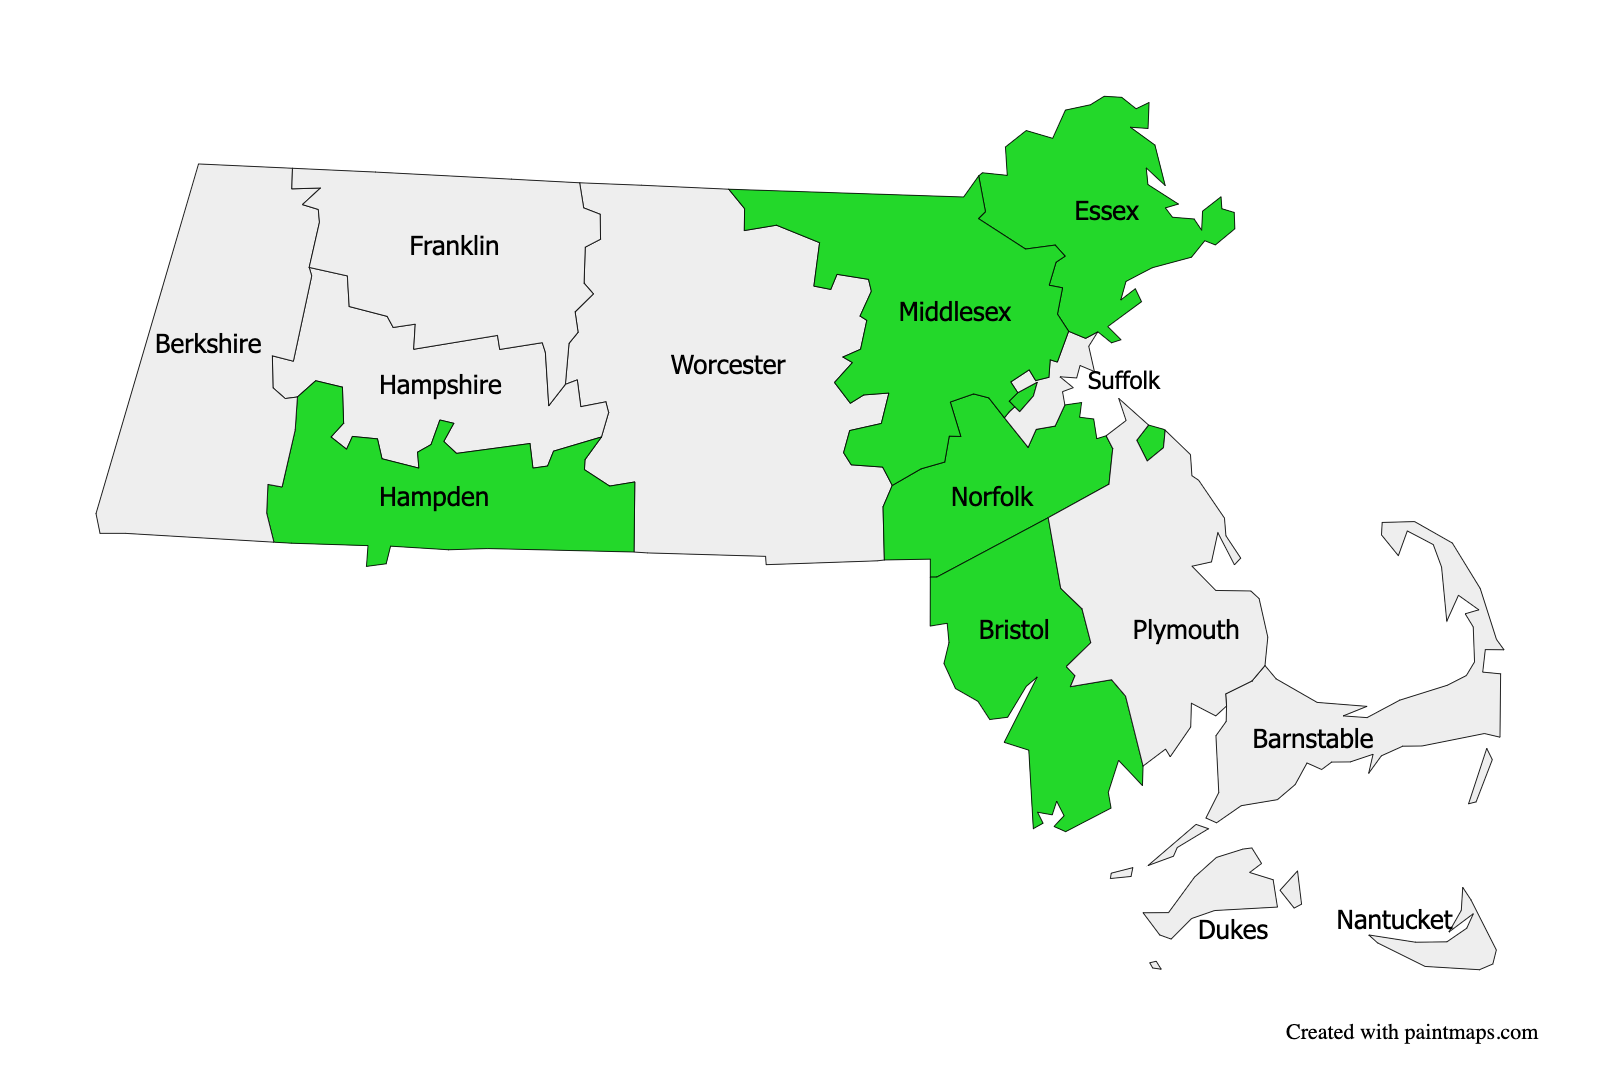 Essex
Franklin
Middlesex
Berkshire
Worcester
Hampshire
Suffolk
Hampden
Norfolk
Bristol
Plymouth
Barnstable
Nantucket
Dukes
Created with paintmaps.com